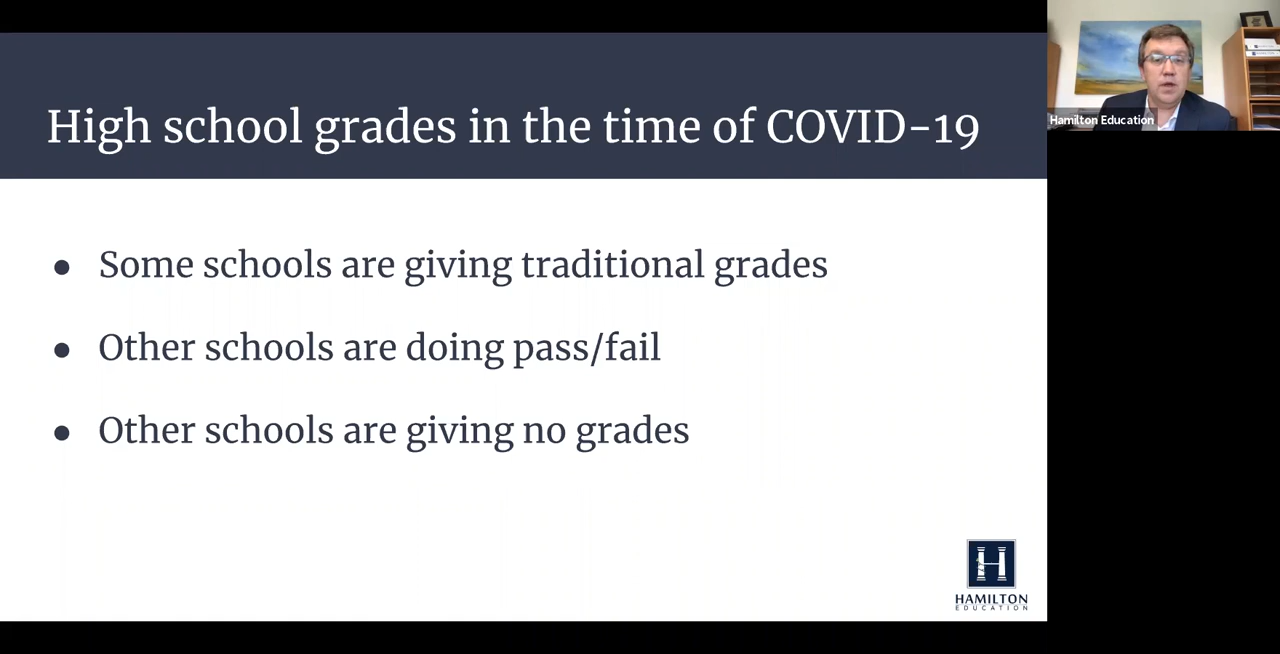 High school grades in the time of COVID-19
Hamilton Education
● Some schools are giving traditional grades
● Other schools are doing pass/fail
● Other schools are giving no grades
H
HAMILTON
EDUCATION